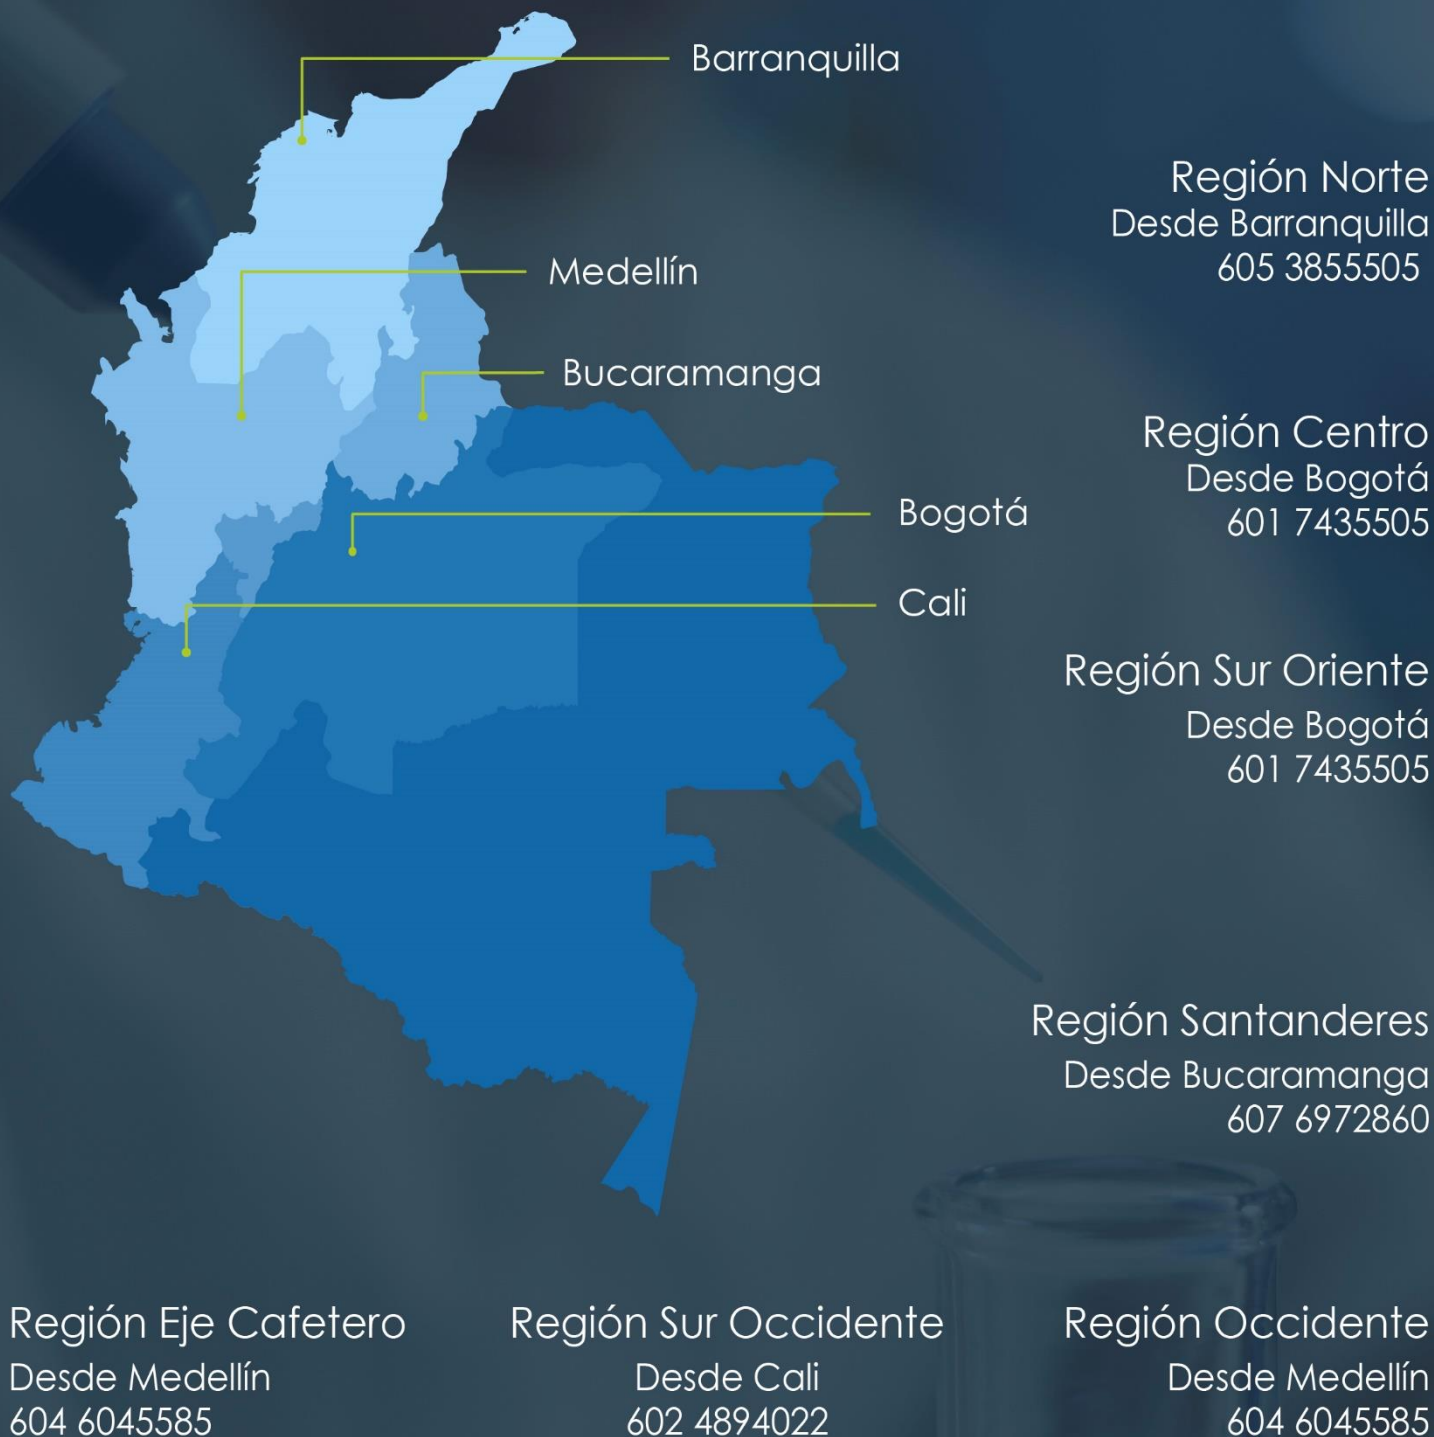 Barranquilla
Medellín
Bucaramanga
Bogotá
Cali
Región Norte
Desde Barranquilla
605 3855505
Región Centro
Desde Bogotá
601 7435505
Región Sur Oriente
Desde Bogotá
601 7435505
Región Santanderes
Desde Bucaramanga
607 6972860
Región Eje Cafetero
Desde Medellín
604 6045585
Región Sur Occidente
Desde Cali
602 4894022
Región Occidente
Desde Medellín
604 6045585